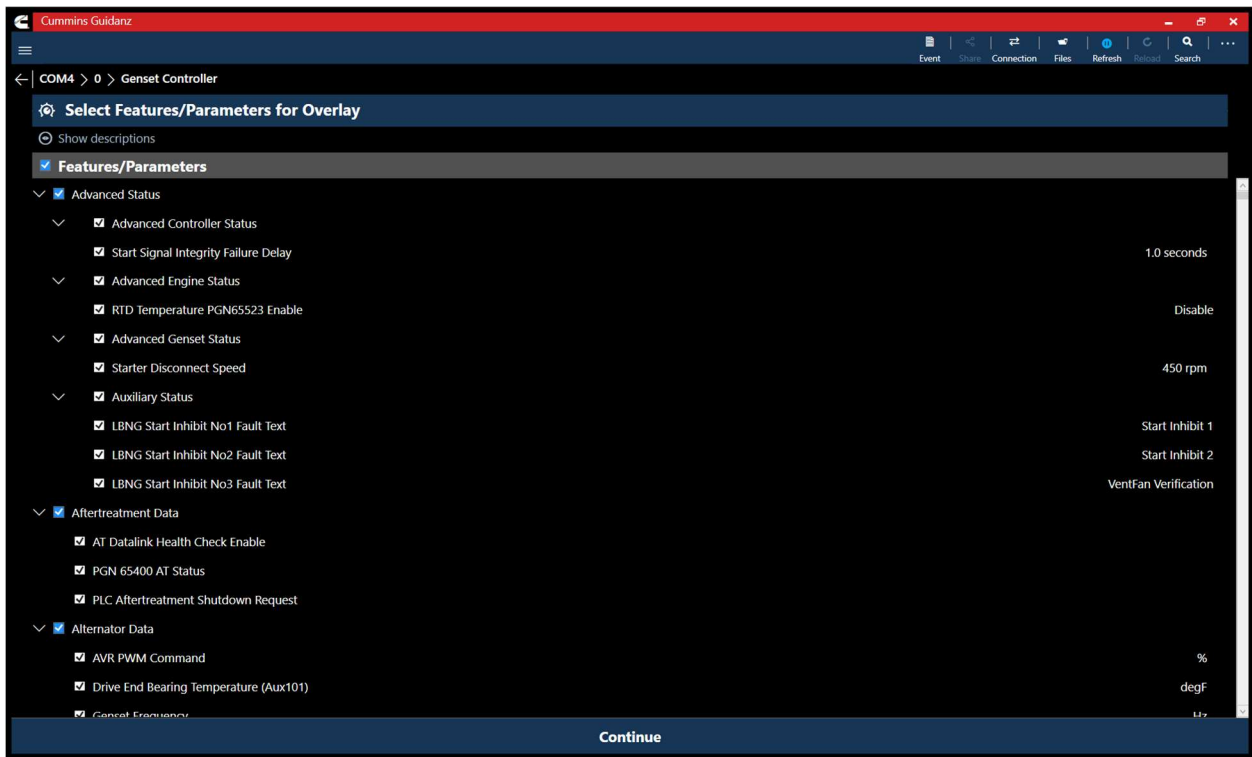 Cummins Guidanz
Event Share Connection Files Refresh Reload Search
COM4 > 0 > Genset Controller
Select Features/Parameters for Overlay
Show descriptions
Features/Parameters
Advanced Status
Advanced Controller Status
Start Signal Integrity Failure Delay 1.0 seconds
Advanced Engine Status
RTD Temperature PGN65523 Enable Disable
Advanced Genset Status
Starter Disconnect Speed 450 rpm
Auxiliary Status
LBNG Start Inhibit No1 Fault Text Start Inhibit 1
LBNG Start Inhibit No2 Fault Text Start Inhibit 2
LBNG Start Inhibit No3 Fault Text VentFan Verification
Aftertreatment Data
AT Datalink Health Check Enable
PGN 65400 AT Status
PLC Aftertreatment Shutdown Request
Alternator Data
AVR PWM Command %
Drive End Bearing Temperature (Aux101) degF
Genset Frequency Hz
Continue